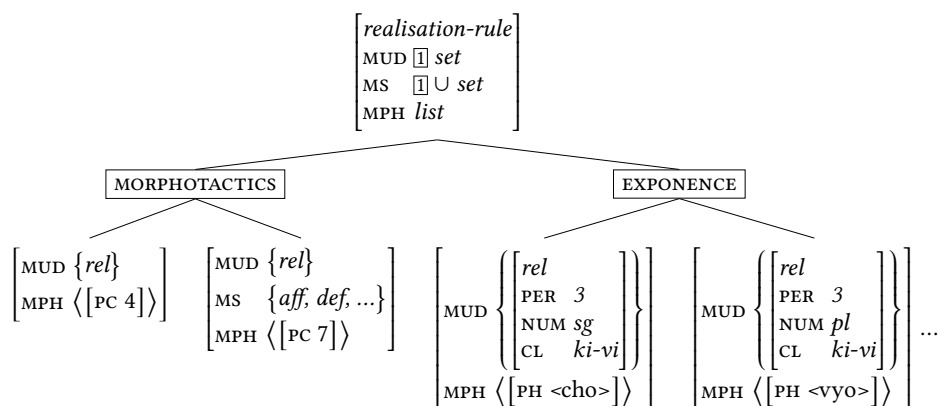 realisation-rule
MUD 1 set
MS 1 ∪ set
MPH list
MORPHOTACTICS
EXPONENCE
MUD {rel}
MPH ⟨[PC 4]⟩
MUD {rel}
MS {aff, def, ...}
MPH ⟨[PC 7]⟩
MUD
rel
PER 3
NUM sg
CL ki-vi
MPH ⟨[PH <cho>]⟩
MUD
rel
PER 3
NUM pl
CL ki-vi
MPH ⟨[PH <vyo>]⟩
...